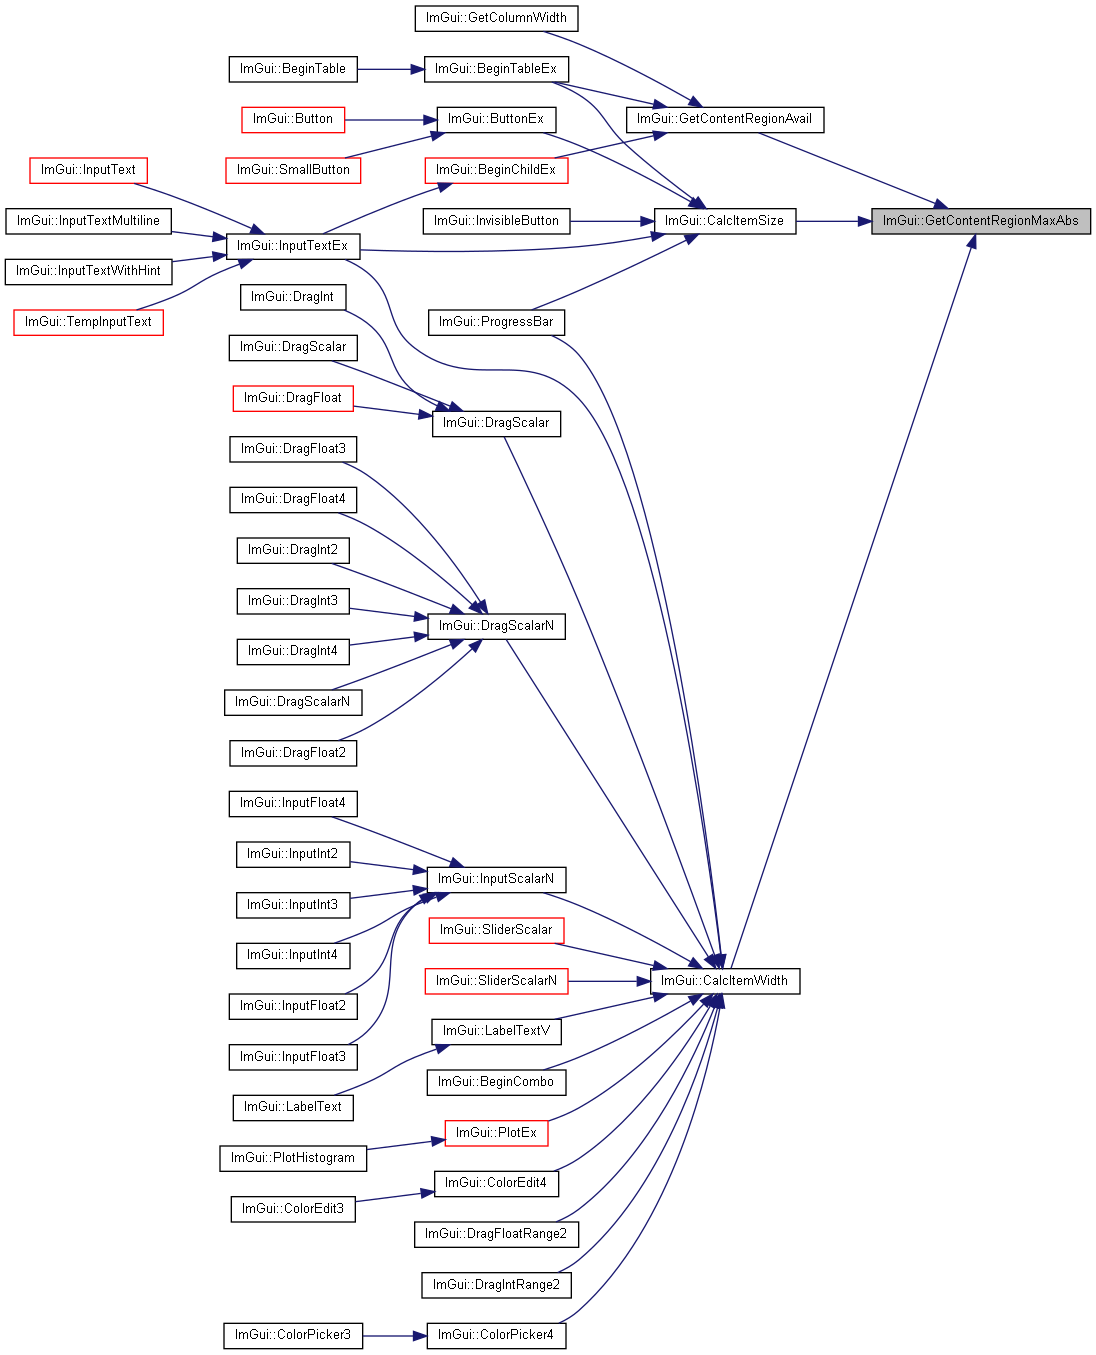 ImGui::GetColumnWidth
ImGui::BeginTable
ImGui::BeginTableEx
ImGui::Button
ImGui::ButtonEx
ImGui::GetContentRegionAvail
ImGui::InputText
ImGui::SmallButton
ImGui::BeginChildEx
ImGui::InputTextMultiline
ImGui::InvisibleButton
ImGui::CalcItemSize
ImGui::GetContentRegionMaxAbs
ImGui::InputTextEx
ImGui::InputTextWithHint
ImGui::DragInt
ImGui::TempInputText
ImGui::ProgressBar
ImGui::DragScalar
ImGui::DragFloat
ImGui::DragScalar
ImGui::DragFloat3
ImGui::DragFloat4
ImGui::DragInt2
ImGui::DragInt3
ImGui::DragScalarN
ImGui::DragInt4
ImGui::DragScalarN
ImGui::DragFloat2
ImGui::InputFloat4
ImGui::InputInt2
ImGui::InputScalarN
ImGui::InputInt3
ImGui::SliderScalar
ImGui::InputInt4
ImGui::SliderScalarN
ImGui::CalcItemWidth
ImGui::InputFloat2
ImGui::LabelTextV
ImGui::InputFloat3
ImGui::BeginCombo
ImGui::LabelText
ImGui::PlotEx
ImGui::PlotHistogram
ImGui::ColorEdit4
ImGui::ColorEdit3
ImGui::DragFloatRange2
ImGui::DragIntRange2
ImGui::ColorPicker3
ImGui::ColorPicker4